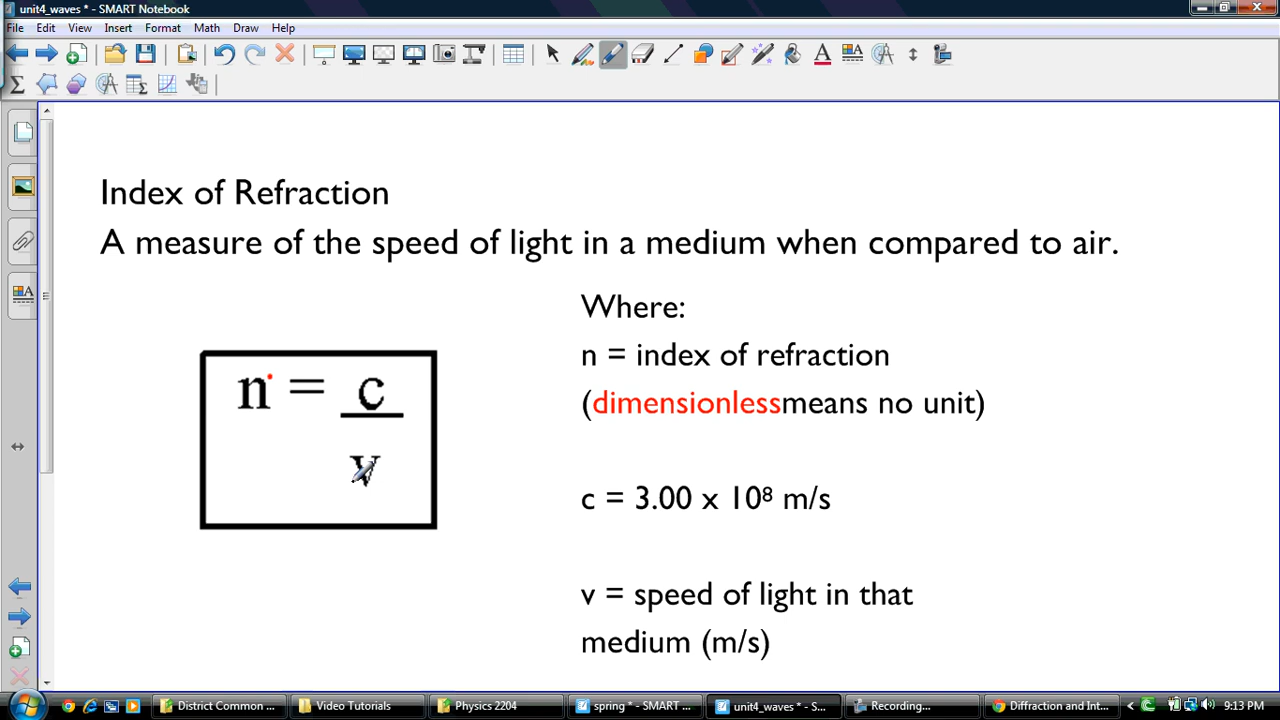 unit4_waves * - SMART Notebook
File Edit View Insert Format Math Draw Help
Index of Refraction
A measure of the speed of light in a medium when compared to air.
Where:
n = index of refraction
(dimensionlessmeans no unit)
n = c
v
c = 3.00 x 10⁸ m/s
v = speed of light in that
medium (m/s)
District Common ... Video Tutorials Physics 2204 spring * - SMART ... unit4_waves * - S... Recording... Diffraction and Int... 9:13 PM